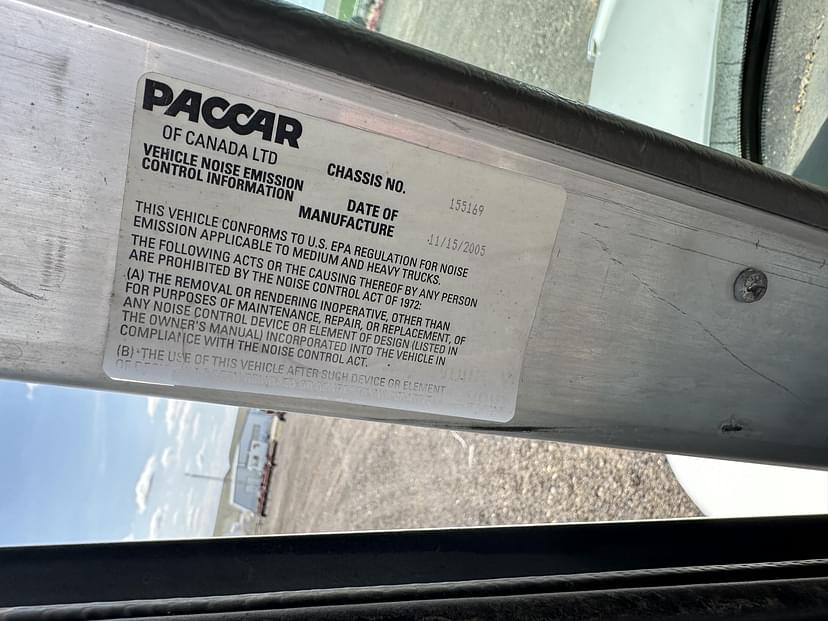 PACCAR
OF CANADA LTD
VEHICLE NOISE EMISSION
CONTROL INFORMATION
CHASSIS NO. 155169
DATE OF
MANUFACTURE 11/15/2005
THIS VEHICLE CONFORMS TO U.S. EPA REGULATION FOR NOISE
EMISSION APPLICABLE TO MEDIUM AND HEAVY TRUCKS.
THE FOLLOWING ACTS OR THE CAUSING THEREOF BY ANY PERSON
ARE PROHIBITED BY THE NOISE CONTROL ACT OF 1972:
(A) THE REMOVAL OR RENDERING INOPERATIVE, OTHER THAN
FOR PURPOSES OF MAINTENANCE, REPAIR, OR REPLACEMENT, OF
ANY NOISE CONTROL DEVICE OR ELEMENT OF DESIGN (LISTED IN
THE OWNER'S MANUAL) INCORPORATED INTO THE VEHICLE IN
COMPLIANCE WITH THE NOISE CONTROL ACT.
(B) THE USE OF THIS VEHICLE AFTER SUCH DEVICE OR ELEMENT